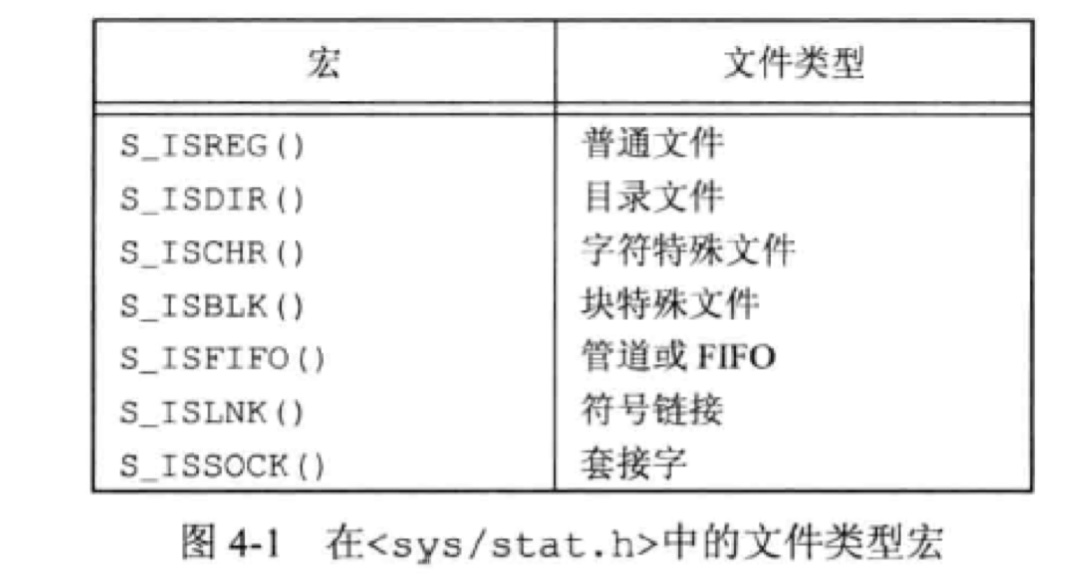 宏 文件类型
S_ISREG() 普通文件
S_ISDIR() 目录文件
S_ISCHR() 字符特殊文件
S_ISBLK() 块特殊文件
S_ISFIFO() 管道或 FIFO
S_ISLNK() 符号链接
S_ISSOCK() 套接字
图 4-1 在<sys/stat.h>中的文件类型宏